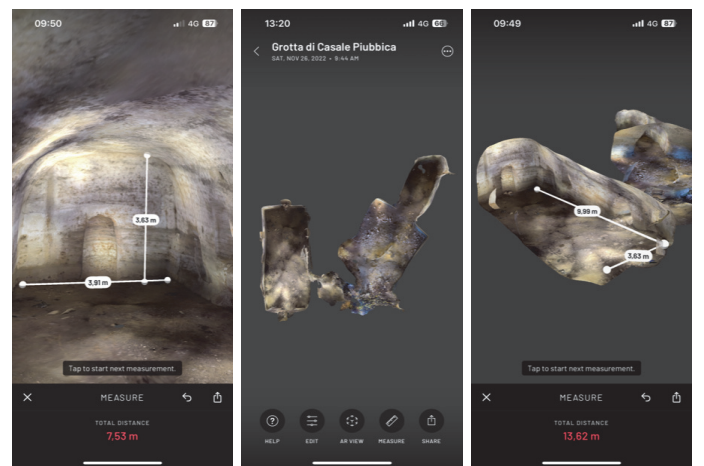 09:50
4G 87
3,63 m
3,91 m
Tap to start next measurement.
MEASURE
TOTAL DISTANCE
7,53 m
13:20
4G 66
Grotta di Casale Piubbica
SAT, NOV 26, 2022 • 9:44 AM
HELP
EDIT
AR VIEW
MEASURE
SHARE
09:49
4G 87
9,99 m
3,63 m
Tap to start next measurement.
MEASURE
TOTAL DISTANCE
13,62 m